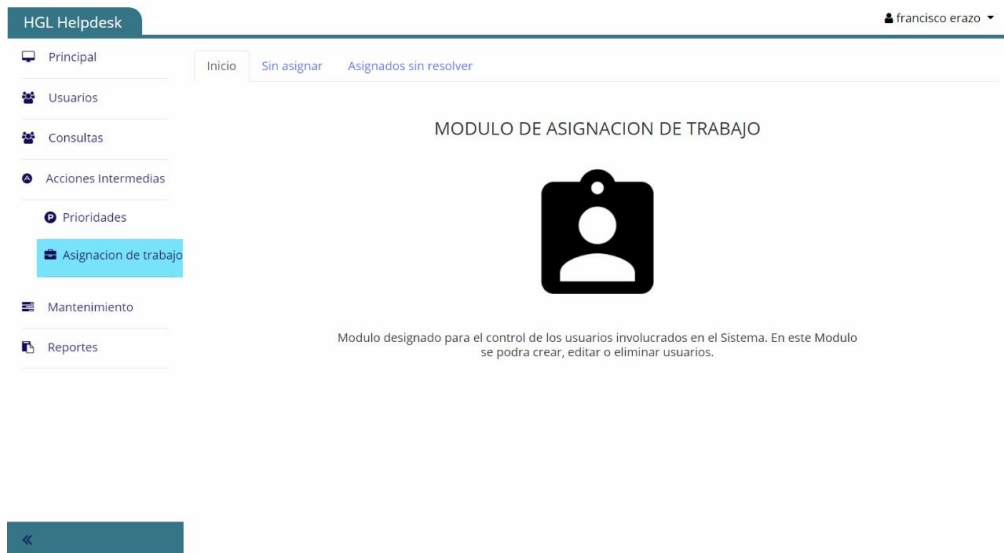 HGL Helpdesk
francisco erazo
Principal
Usuarios
Consultas
Acciones Intermedias
Prioridades
Asignacion de trabajo
Mantenimiento
Reportes
Inicio
Sin asignar
Asignados sin resolver
MODULO DE ASIGNACION DE TRABAJO
Modulo designado para el control de los usuarios involucrados en el Sistema. En este Modulo
se podra crear, editar o eliminar usuarios.